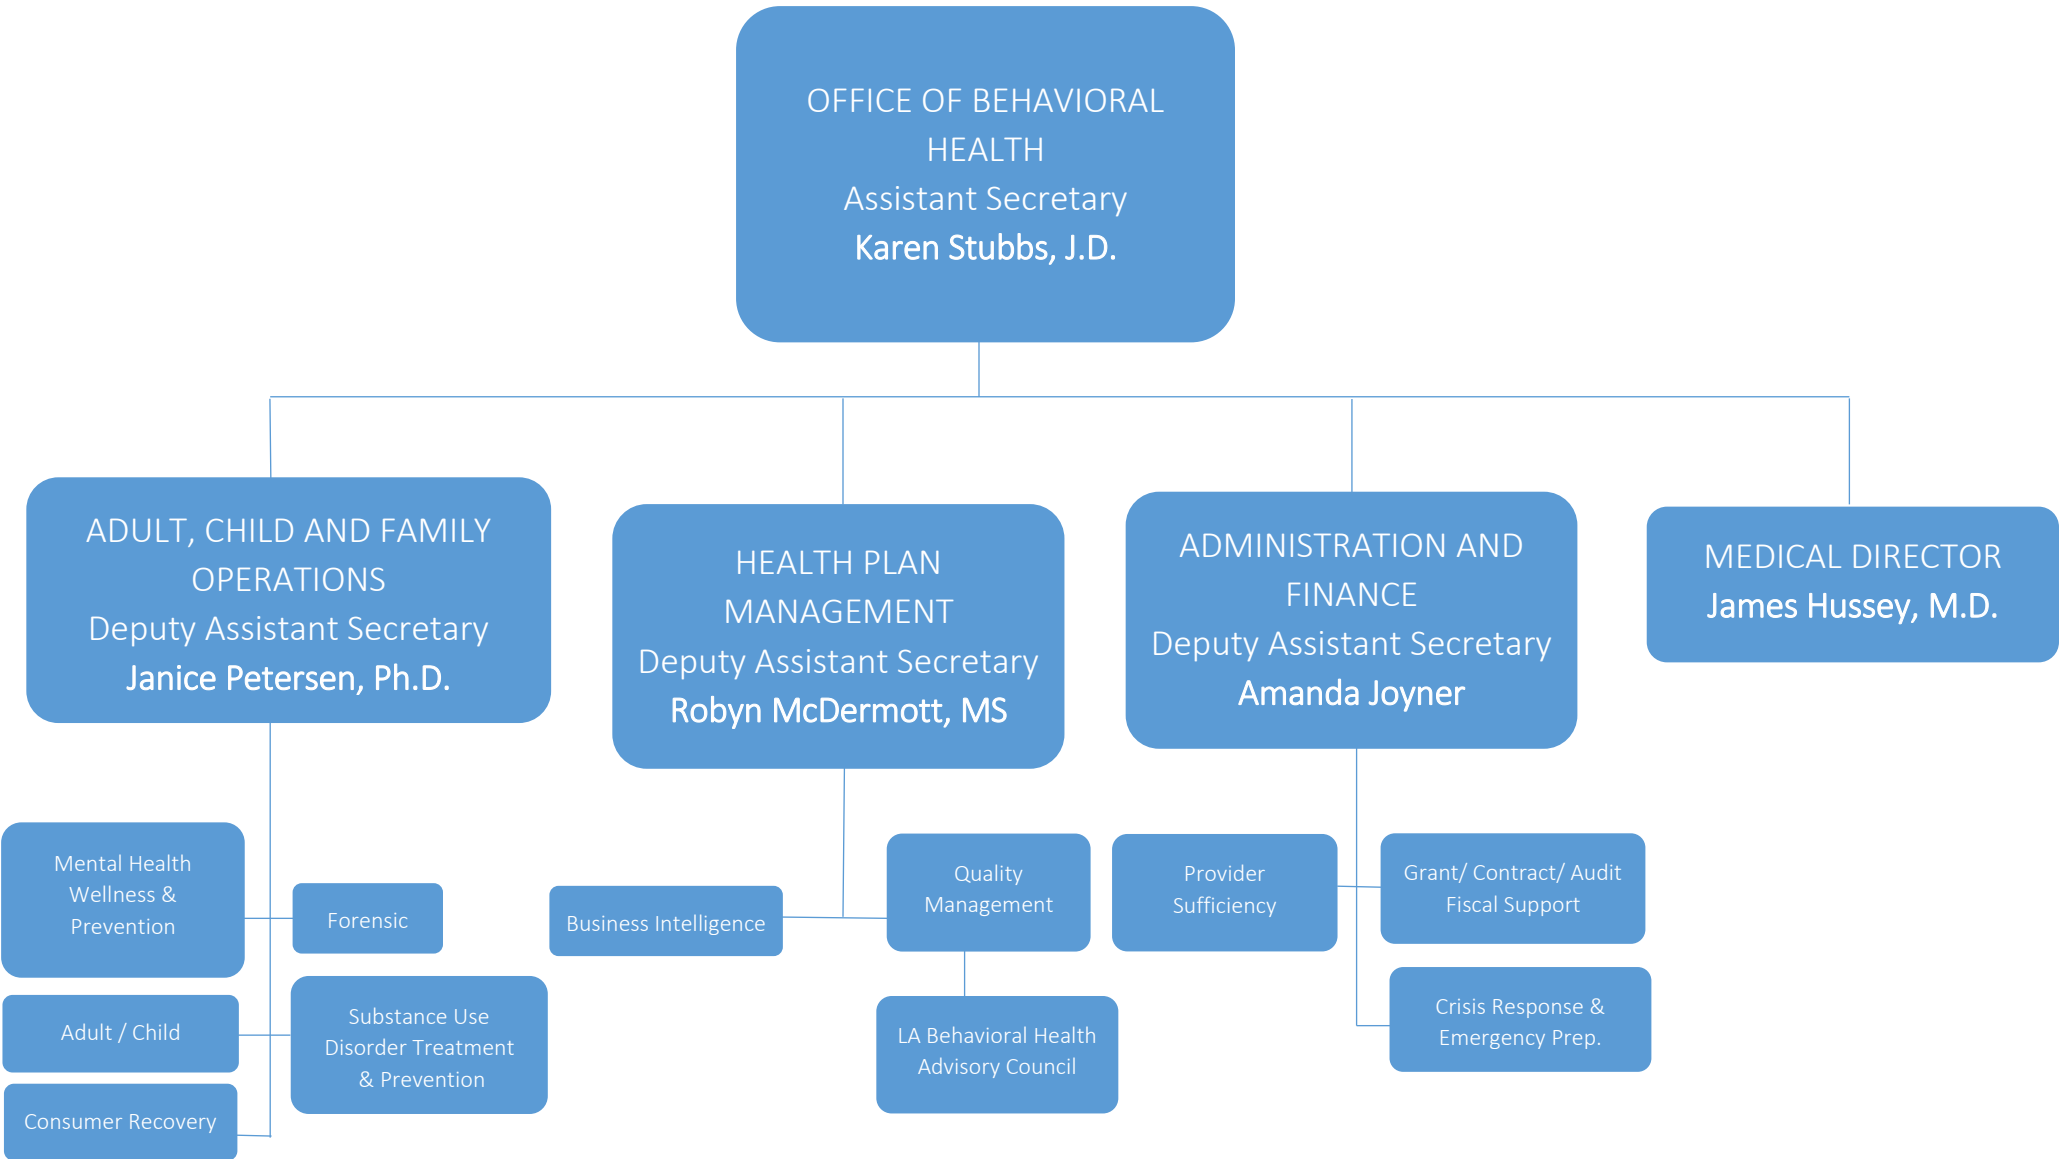 OFFICE OF BEHAVIORAL
HEALTH
Assistant Secretary
Karen Stubbs, J.D.
ADULT, CHILD AND FAMILY
OPERATIONS
Deputy Assistant Secretary
Janice Petersen, Ph.D.
HEALTH PLAN
MANAGEMENT
Deputy Assistant Secretary
Robyn McDermott, MS
ADMINISTRATION AND
FINANCE
Deputy Assistant Secretary
Amanda Joyner
MEDICAL DIRECTOR
James Hussey, M.D.
Mental Health
Wellness &
Prevention
Forensic
Adult / Child
Substance Use
Disorder Treatment
& Prevention
Consumer Recovery
Business Intelligence
Quality
Management
LA Behavioral Health
Advisory Council
Provider
Sufficiency
Grant/ Contract/ Audit
Fiscal Support
Crisis Response &
Emergency Prep.